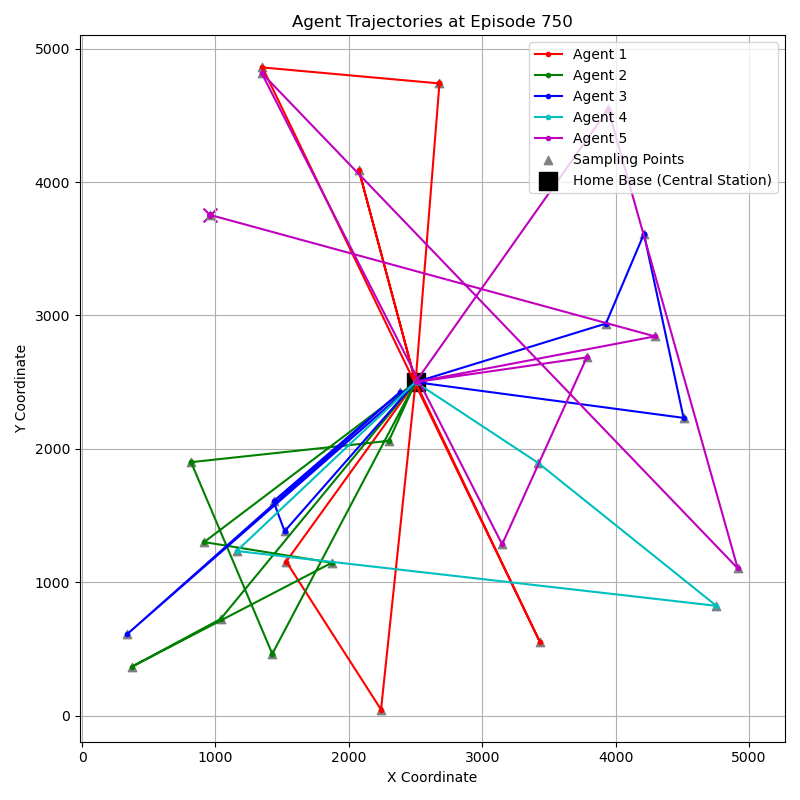 Agent Trajectories at Episode 750
5000
4000
3000
2000
1000
0
Y Coordinate
Agent 1
Agent 2
Agent 3
Agent 4
Agent 5
Sampling Points
Home Base (Central Station)
0 1000 2000 3000 4000 5000
X Coordinate